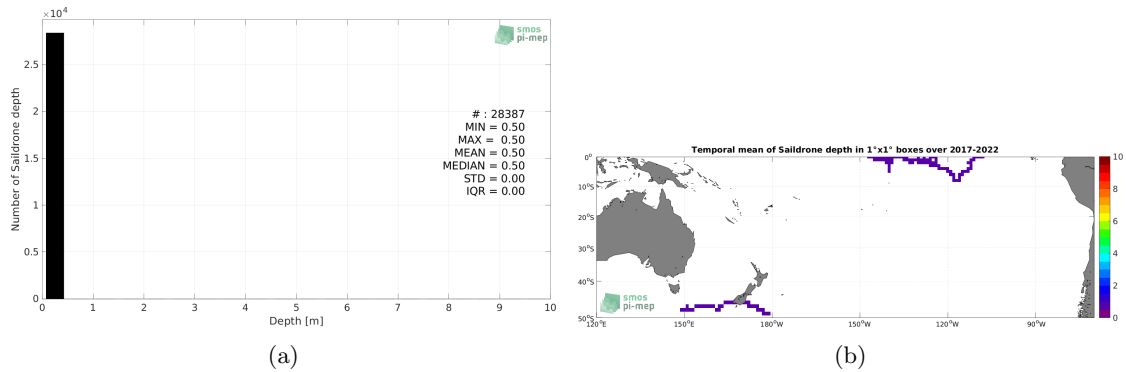 ×10⁴
smos
pi-mep
Number of Saildrone depth
2.5
2
1.5
1
0.5
0
# : 28387
MIN = 0.50
MAX = 0.50
MEAN = 0.50
MEDIAN = 0.50
STD = 0.00
IQR = 0.00
0 1 2 3 4 5 6 7 8 9 10
Depth [m]
(a)
Temporal mean of Saildrone depth in 1°x1° boxes over 2017-2022
0°
10°S
20°S
30°S
40°S
50°S
120°E 150°E 180°W 150°W 120°W 90°W
smos
pi-mep
10
8
6
4
2
0
(b)